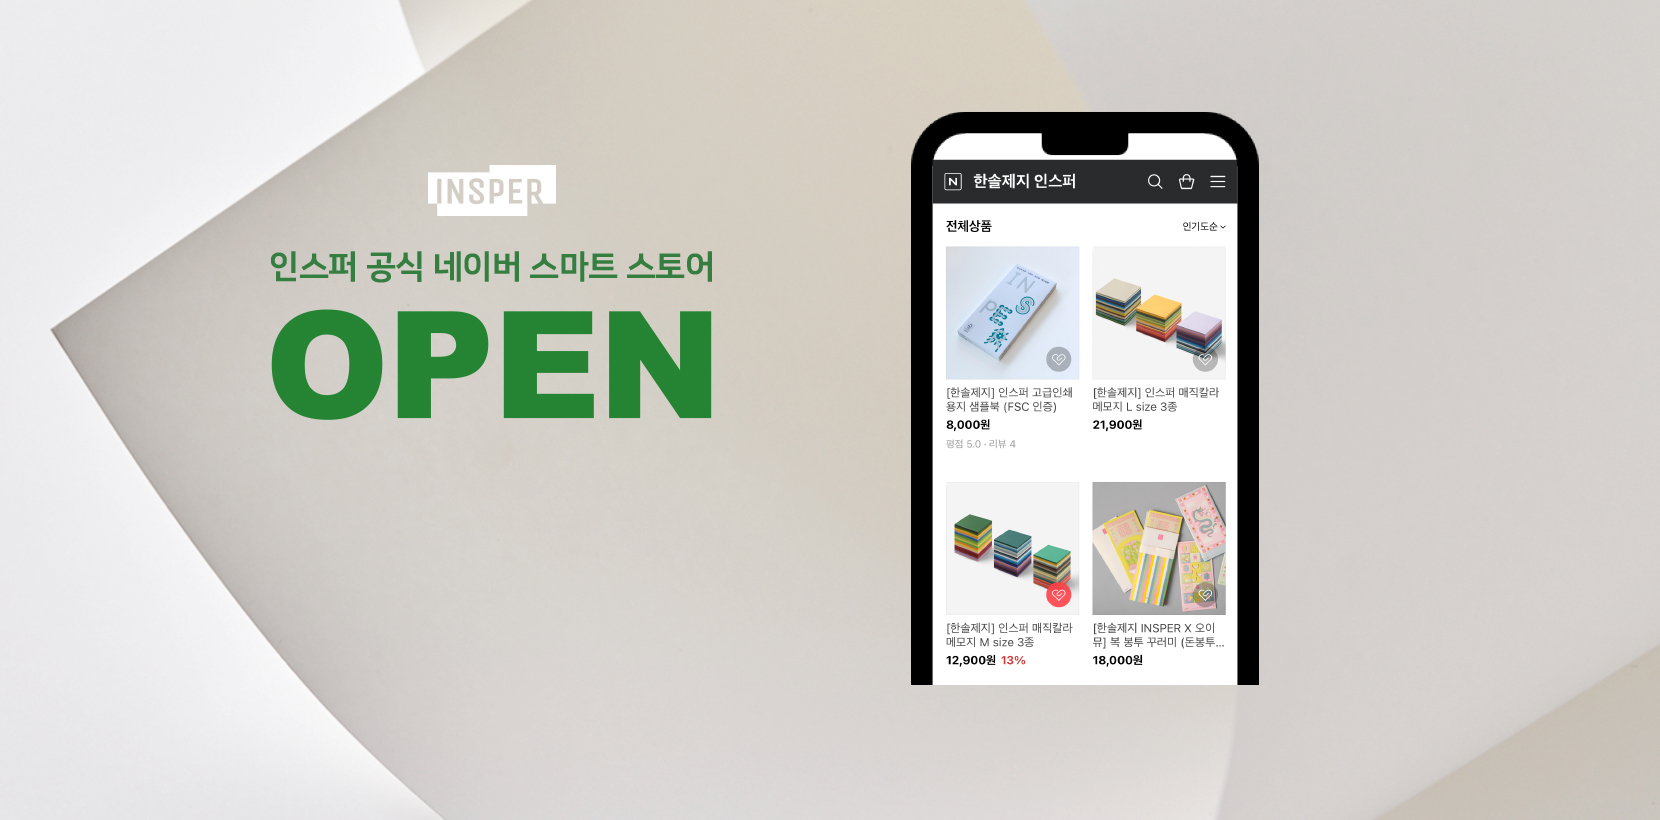 INSPER
인스퍼 공식 네이버 스마트 스토어
OPEN
N 한솔제지 인스퍼
전체상품
인기도순
IN
[한솔제지] 인스퍼 고급인쇄
용지 샘플북 (FSC 인증)
8,000원
평점 5.0 · 리뷰 4
[한솔제지] 인스퍼 매직칼라
메모지 L size 3종
21,900원
[한솔제지] 인스퍼 매직칼라
메모지 M size 3종
12,900원 13%
[한솔제지 INSPER X 오이
뮤] 복 봉투 꾸러미 (돈봉투...
18,000원